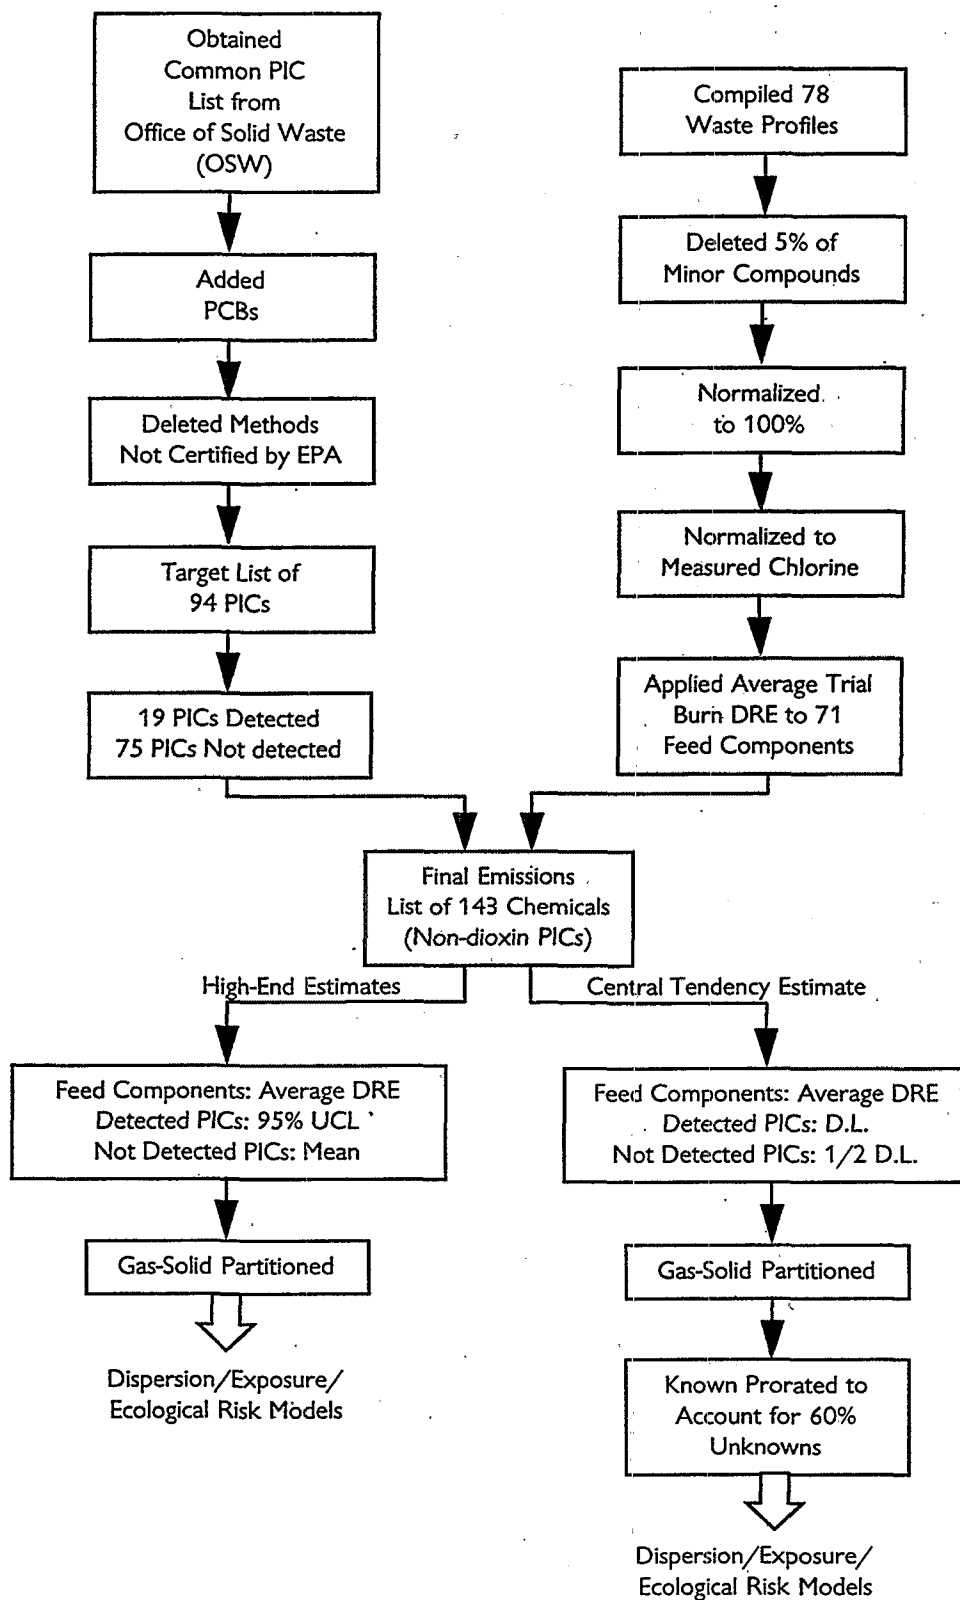 Obtained
Common PIC
List from
Office of Solid Waste
(OSW)
Added
PCBs
Deleted Methods
Not Certified by EPA
Target List of
94 PICs
19 PICs Detected
75 PICs Not detected
Compiled 78
Waste Profiles
Deleted 5% of
Minor Compounds
Normalized
to 100%
Normalized to
Measured Chlorine
Applied Average Trial
Burn DRE to 71
Feed Components
Final Emissions
List of 143 Chemicals
(Non-dioxin PICs)
High-End Estimates
Feed Components: Average DRE
Detected PICs: 95% UCL
Not Detected PICs: Mean
Gas-Solid Partitioned
Dispersion/Exposure/
Ecological Risk Models
Central Tendency Estimate
Feed Components: Average DRE
Detected PICs: D.L.
Not Detected PICs: 1/2 D.L.
Gas-Solid Partitioned
Known Prorated to
Account for 60%
Unknowns
Dispersion/Exposure/
Ecological Risk Models